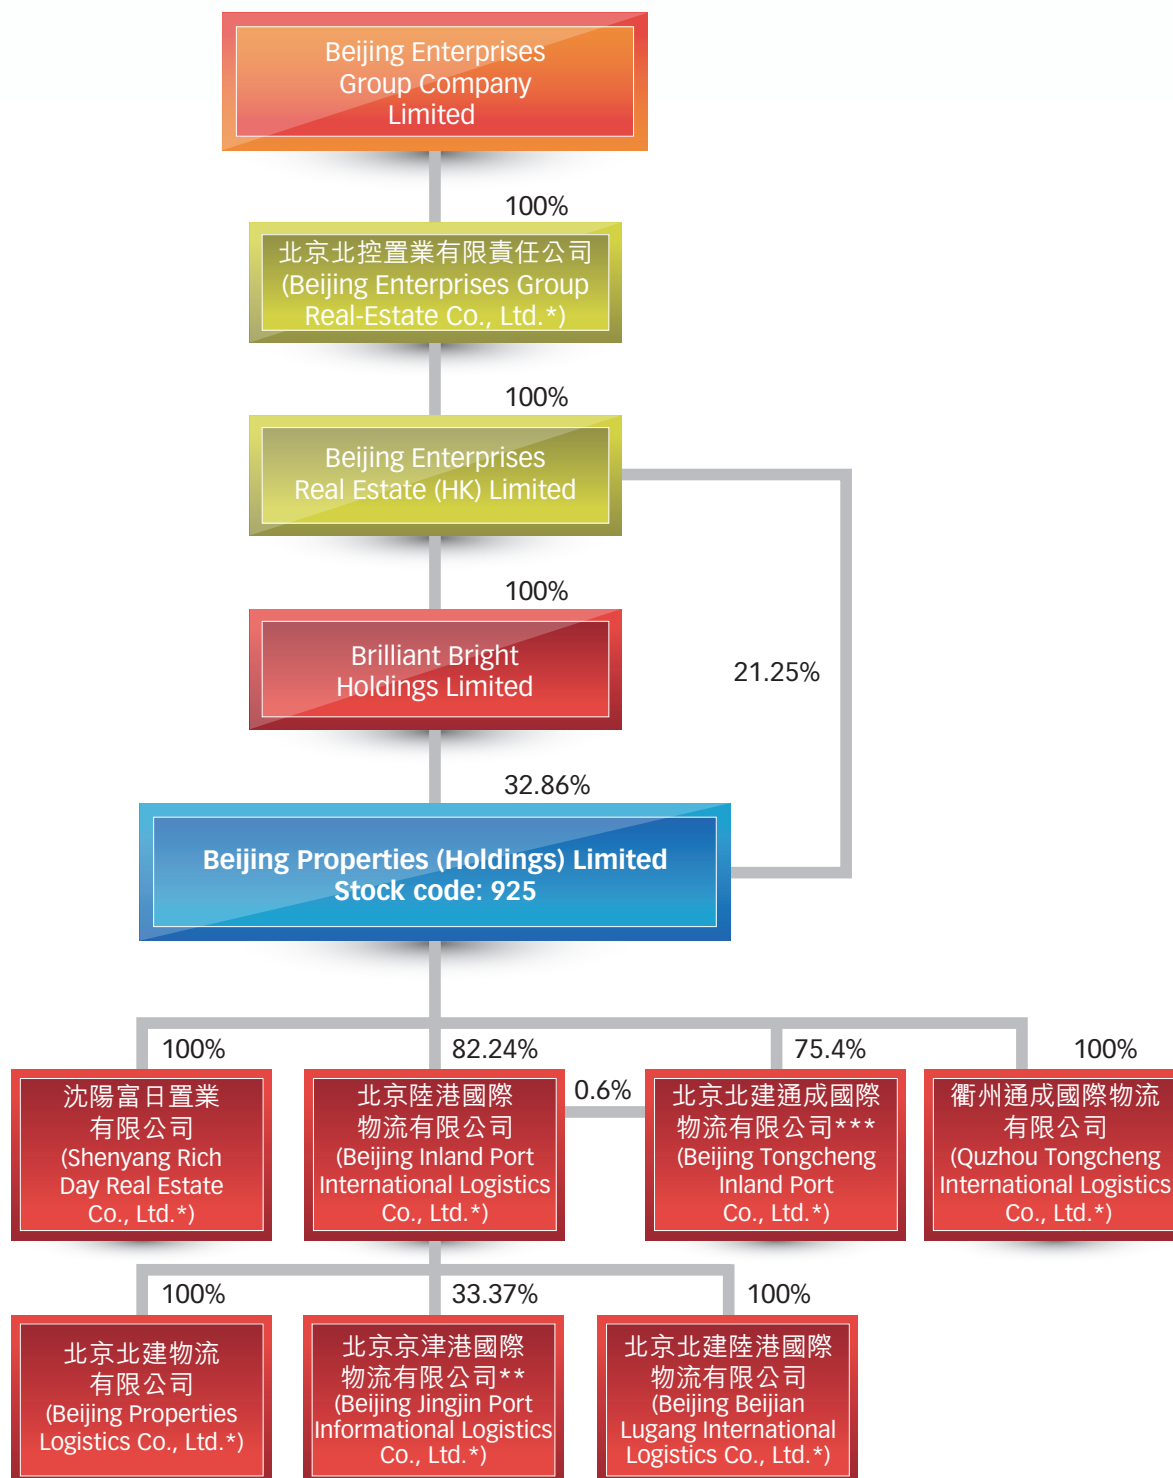 Beijing Enterprises
Group Company
Limited
100%
北京北控置業有限責任公司
(Beijing Enterprises Group
Real-Estate Co., Ltd.*)
100%
Beijing Enterprises
Real Estate (HK) Limited
100%
Brilliant Bright
Holdings Limited
21.25%
32.86%
Beijing Properties (Holdings) Limited
Stock code: 925
100%
82.24%
75.4%
100%
沈陽富日置業
有限公司
(Shenyang Rich
Day Real Estate
Co., Ltd.*)
北京陸港國際
物流有限公司
(Beijing Inland Port
International Logistics
Co., Ltd.*)
0.6%
北京北建通成國際
物流有限公司***
(Beijing Tongcheng
Inland Port
Co., Ltd.*)
衢州通成國際物流
有限公司
(Quzhou Tongcheng
International Logistics
Co., Ltd.*)
100%
33.37%
100%
北京北建物流
有限公司
(Beijing Properties
Logistics Co., Ltd.*)
北京京津港國際
物流有限公司**
(Beijing Jingjin Port
Informational Logistics
Co., Ltd.*)
北京北建陸港國際
物流有限公司
(Beijing Beijian
Lugang International
Logistics Co., Ltd.*)